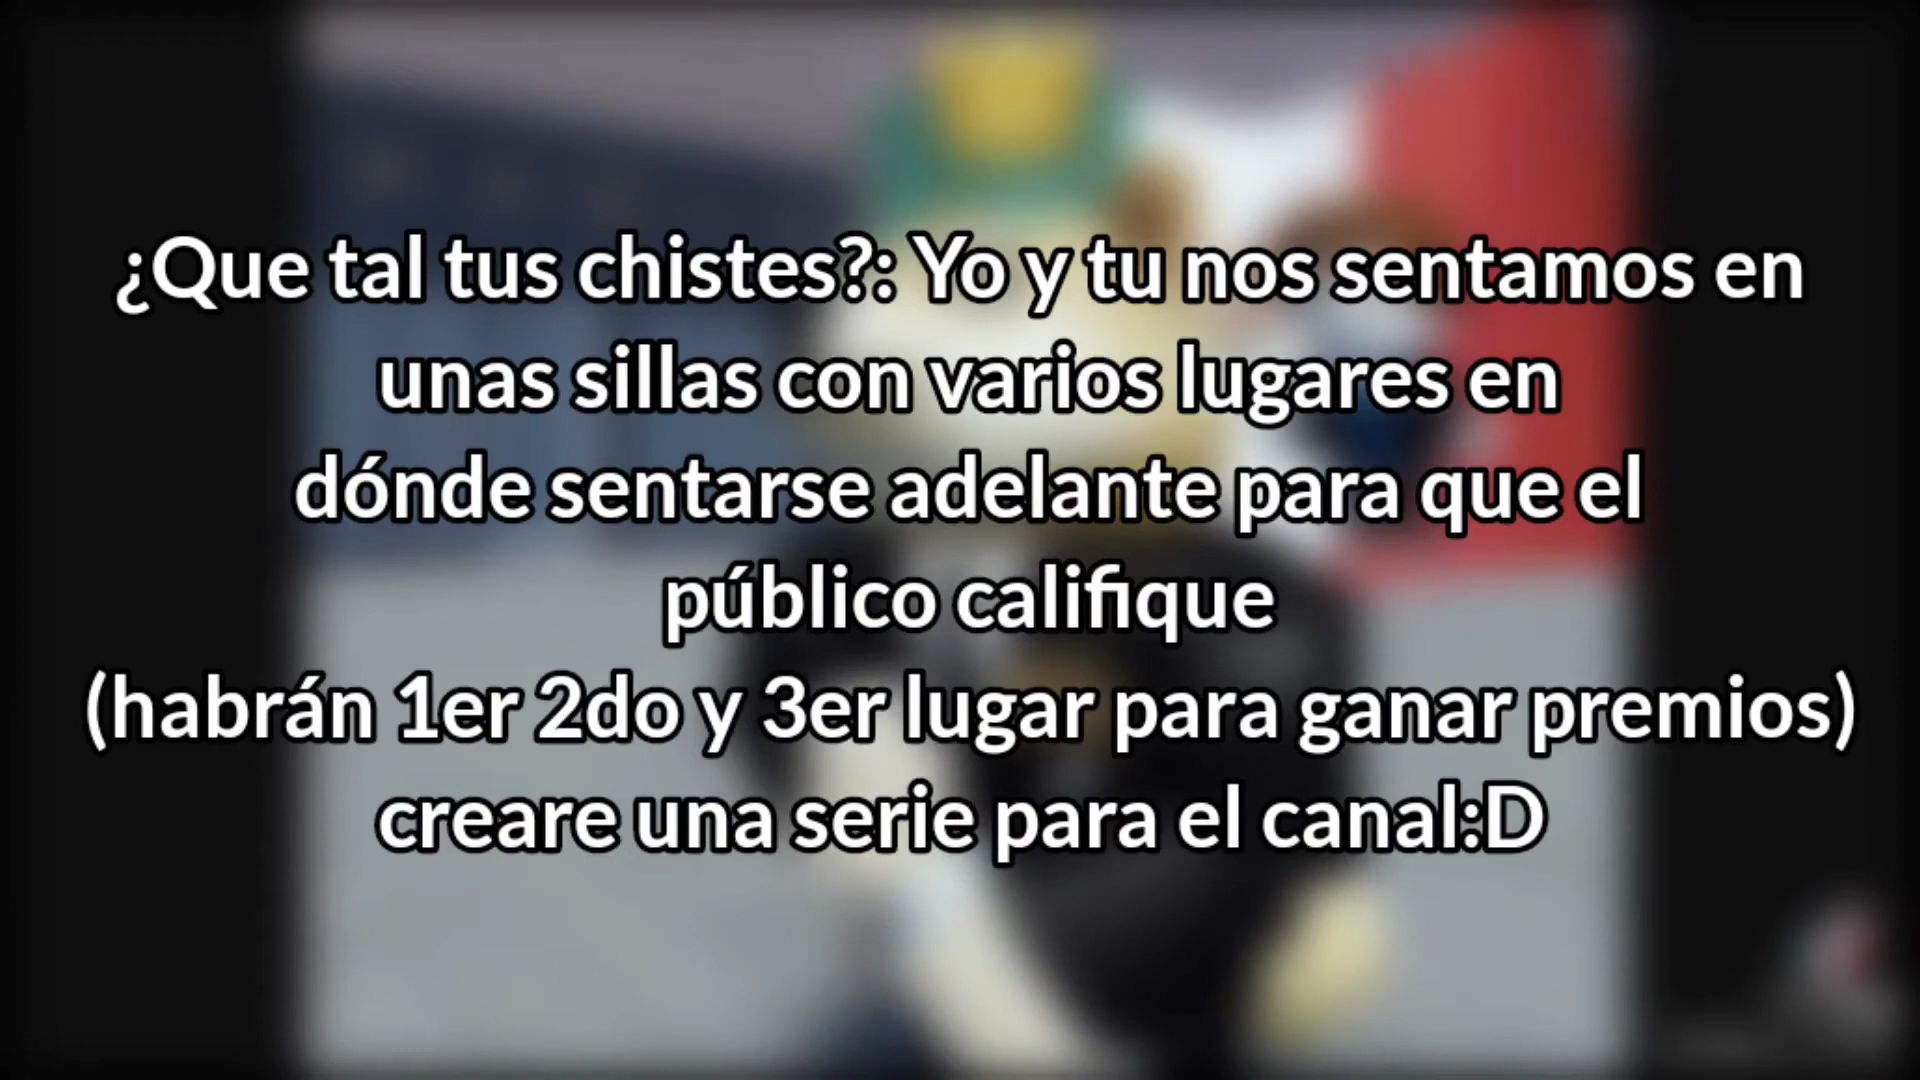 ¿Que tal tus chistes?: Yo y tu nos sentamos en
unas sillas con varios lugares en
dónde sentarse adelante para que el
público califique
(habrán 1er 2do y 3er lugar para ganar premios)
creare una serie para el canal:D